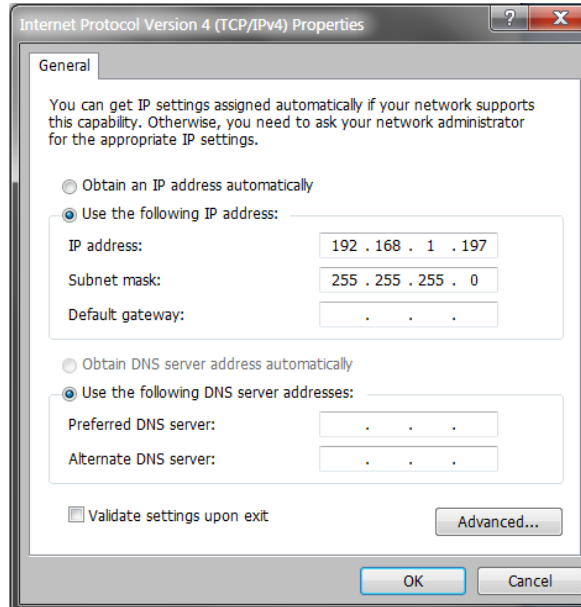 Internet Protocol Version 4 (TCP/IPv4) Properties
?
X
General
You can get IP settings assigned automatically if your network supports
this capability. Otherwise, you need to ask your network administrator
for the appropriate IP settings.
Obtain an IP address automatically
Use the following IP address:
IP address: 192 . 168 . 1 . 197
Subnet mask: 255 . 255 . 255 . 0
Default gateway: . . .
Obtain DNS server address automatically
Use the following DNS server addresses:
Preferred DNS server: . . .
Alternate DNS server: . . .
Validate settings upon exit
Advanced...
OK Cancel